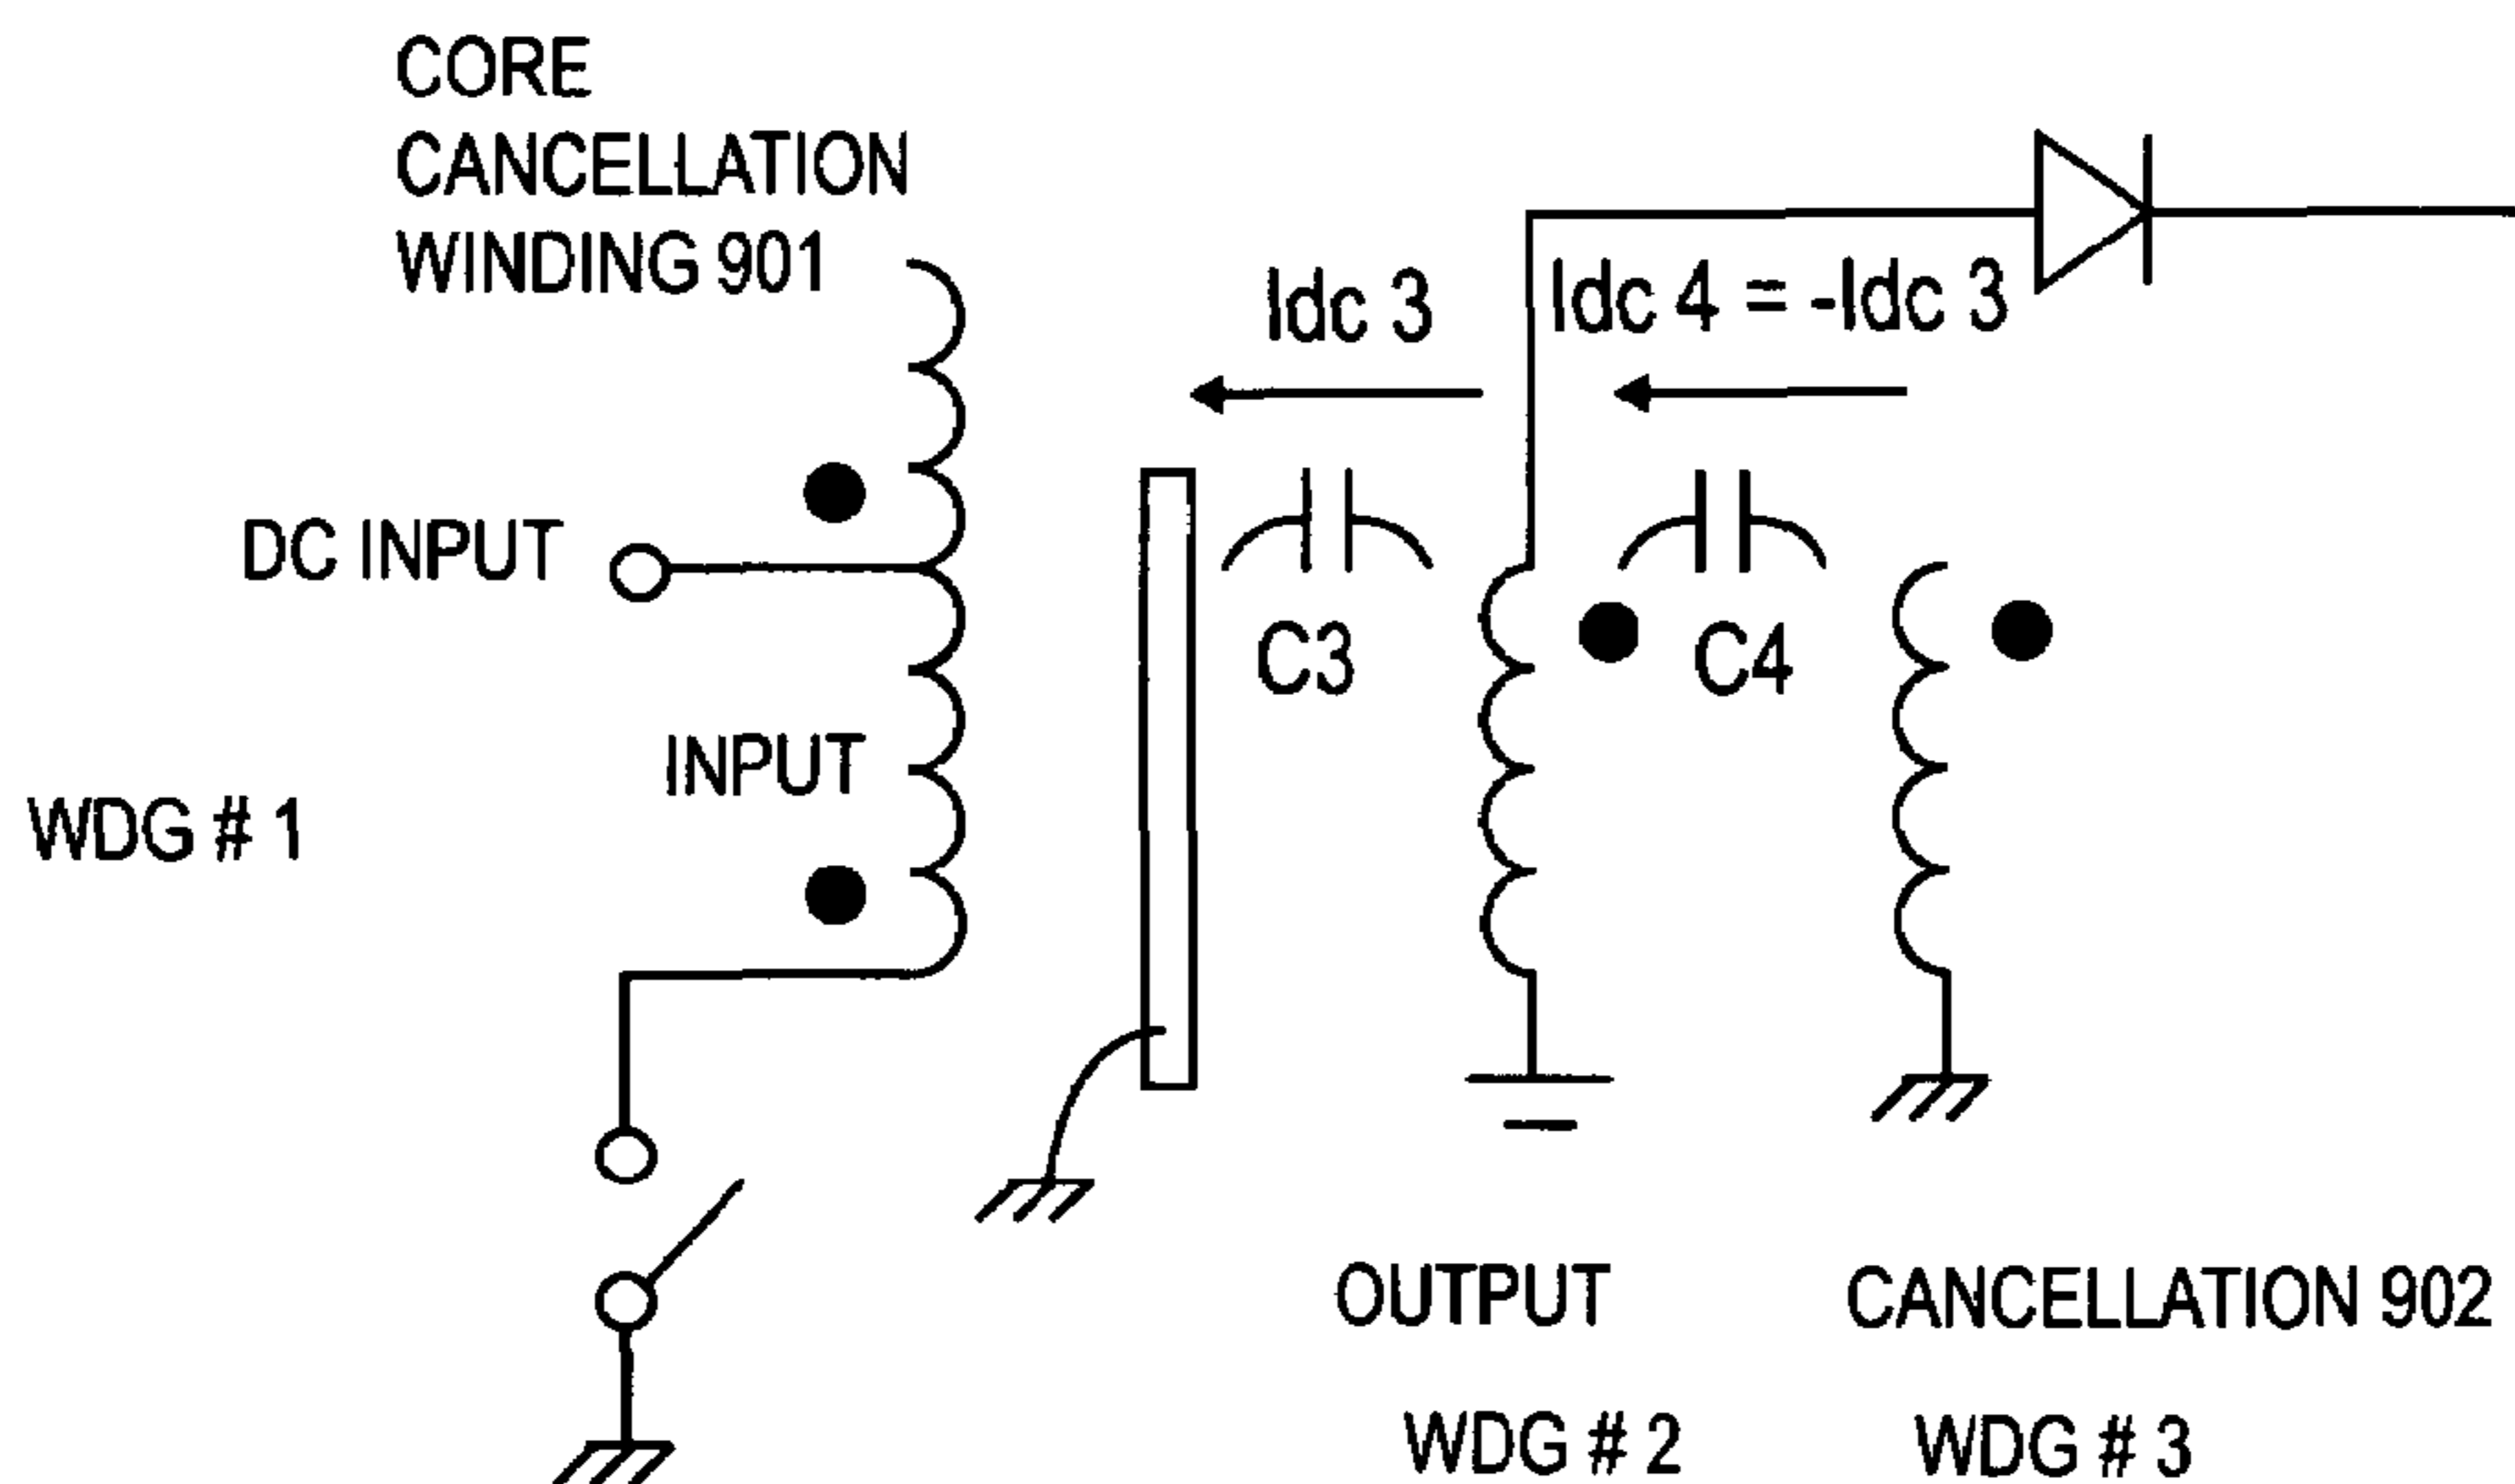 CORE
CANCELLATION
WINDING 901
Idc 3
Idc 4 = -Idc 3
DC INPUT
C3
C4
INPUT
WDG # 1
OUTPUT
CANCELLATION 902
WDG # 2
WDG # 3